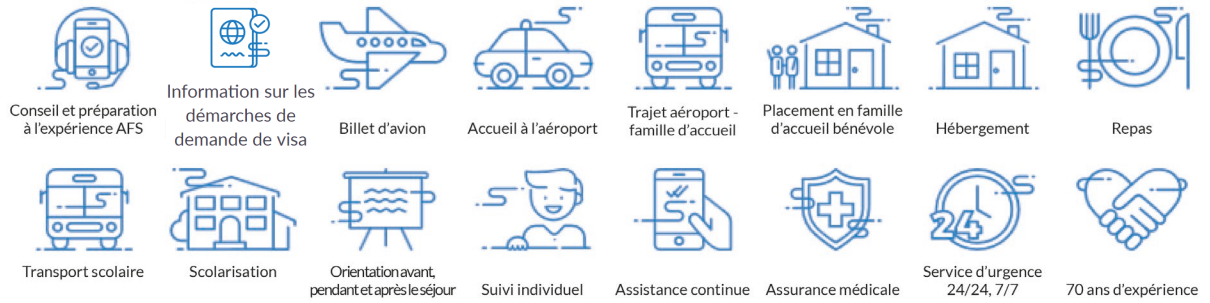 Conseil et préparation
à l'expérience AFS
Information sur les
démarches de
demande de visa
Billet d'avion
Accueil à l'aéroport
Trajet aéroport -
famille d'accueil
Placement en famille
d'accueil bénévole
Hébergement
Repas
Transport scolaire
Scolarisation
Orientation avant,
pendant et après le séjour
Suivi individuel
Assistance continue
Assurance médicale
24
Service d'urgence
24/24, 7/7
70 ans d'expérience